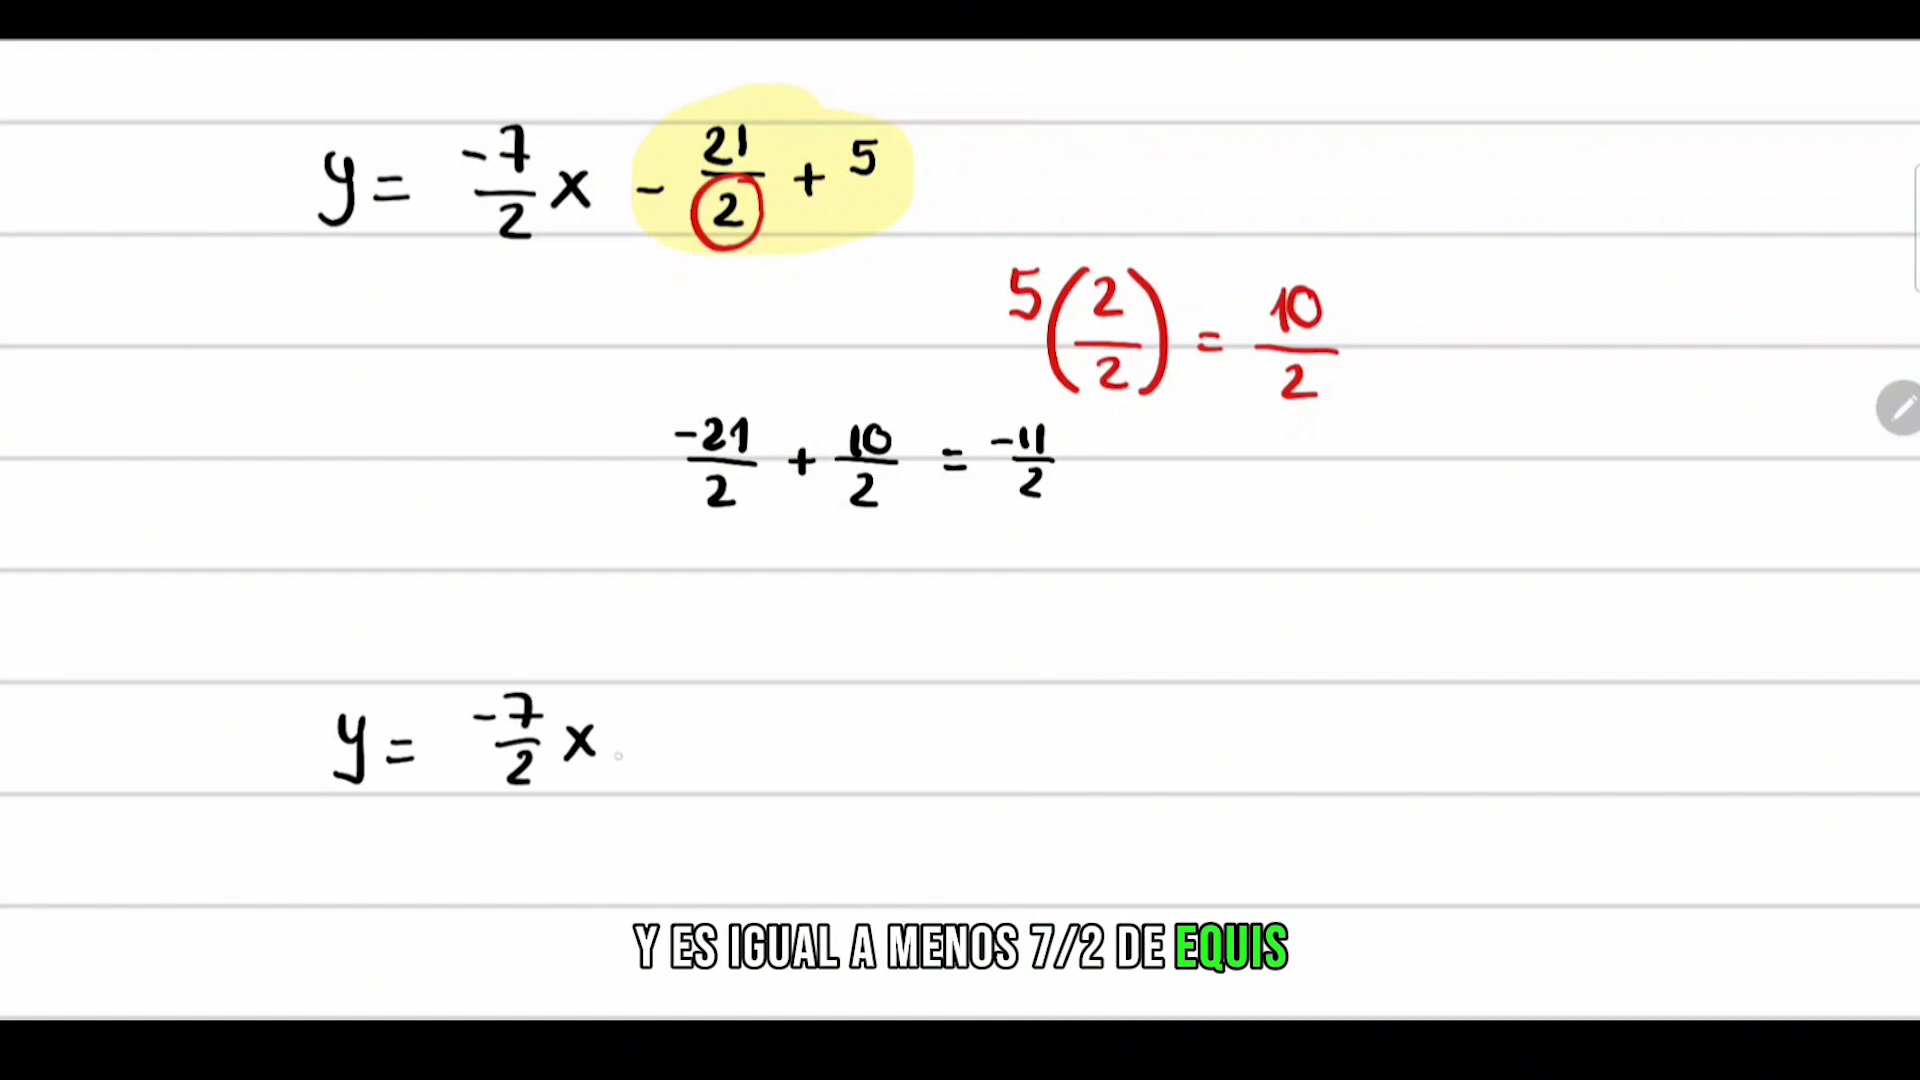 y = -7/2 x - 21/2 + 5
5(2/2) = 10/2
-21/2 + 10/2 = -11/2
y = -7/2 x
Y ES IGUAL A MENOS 7/2 DE EQUIS